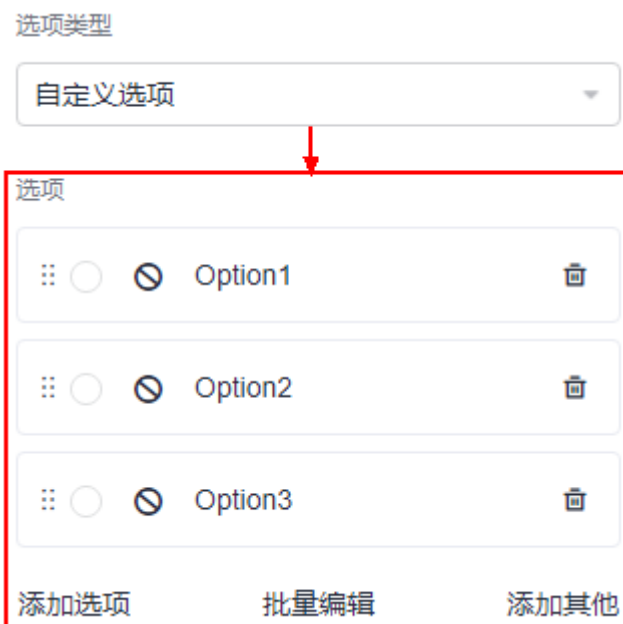 选项类型
自定义选项
选项
Option1
Option2
Option3
添加选项 批量编辑 添加其他